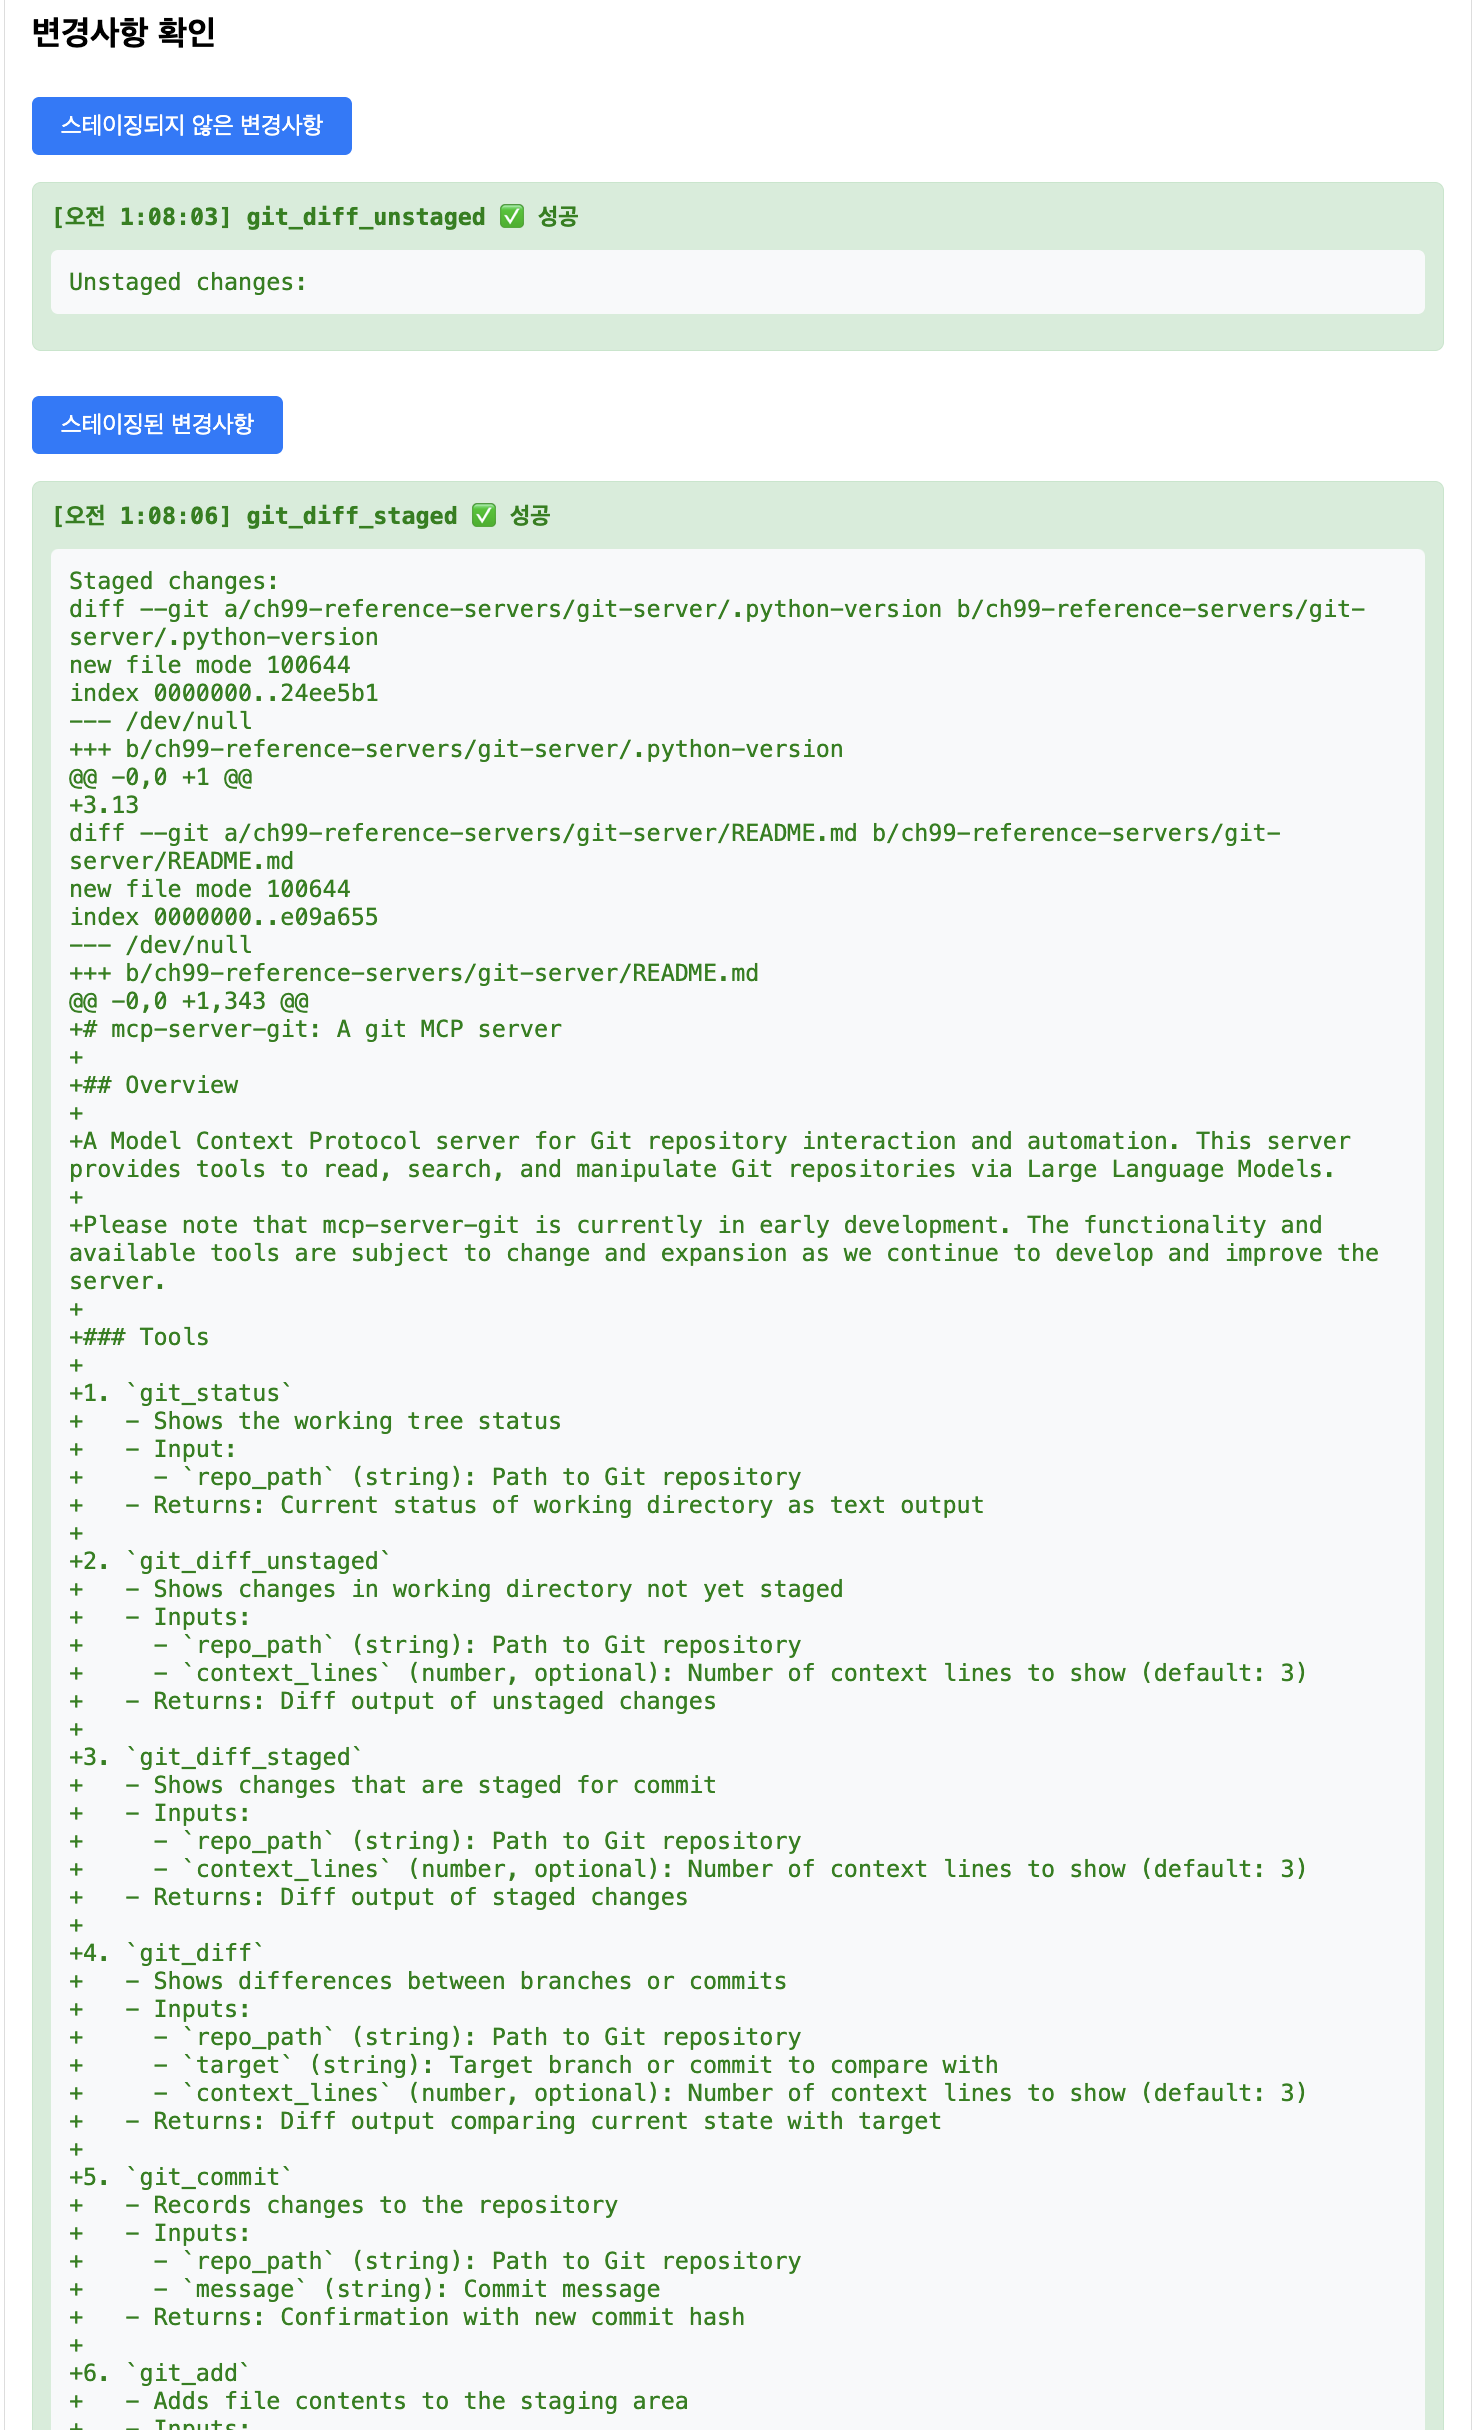 변경사항 확인
스테이징되지 않은 변경사항
[오전 1:08:03] git_diff_unstaged ✅ 성공
Unstaged changes:
스테이징된 변경사항
[오전 1:08:06] git_diff_staged ✅ 성공
Staged changes:
diff --git a/ch99-reference-servers/git-server/.python-version b/ch99-reference-servers/git-
server/.python-version
new file mode 100644
index 0000000..24ee5b1
--- /dev/null
+++ b/ch99-reference-servers/git-server/.python-version
@@ -0,0 +1 @@
+3.13
diff --git a/ch99-reference-servers/git-server/README.md b/ch99-reference-servers/git-
server/README.md
new file mode 100644
index 0000000..e09a655
--- /dev/null
+++ b/ch99-reference-servers/git-server/README.md
@@ -0,0 +1,343 @@
+# mcp-server-git: A git MCP server
+
+## Overview
+
+A Model Context Protocol server for Git repository interaction and automation. This server
provides tools to read, search, and manipulate Git repositories via Large Language Models.
+
+Please note that mcp-server-git is currently in early development. The functionality and
available tools are subject to change and expansion as we continue to develop and improve the
server.
+
+### Tools
+
+1. `git_status`
+   - Shows the working tree status
+   - Input:
+     - `repo_path` (string): Path to Git repository
+   - Returns: Current status of working directory as text output
+
+2. `git_diff_unstaged`
+   - Shows changes in working directory not yet staged
+   - Inputs:
+     - `repo_path` (string): Path to Git repository
+     - `context_lines` (number, optional): Number of context lines to show (default: 3)
+   - Returns: Diff output of unstaged changes
+
+3. `git_diff_staged`
+   - Shows changes that are staged for commit
+   - Inputs:
+     - `repo_path` (string): Path to Git repository
+     - `context_lines` (number, optional): Number of context lines to show (default: 3)
+   - Returns: Diff output of staged changes
+
+4. `git_diff`
+   - Shows differences between branches or commits
+   - Inputs:
+     - `repo_path` (string): Path to Git repository
+     - `target` (string): Target branch or commit to compare with
+     - `context_lines` (number, optional): Number of context lines to show (default: 3)
+   - Returns: Diff output comparing current state with target
+
+5. `git_commit`
+   - Records changes to the repository
+   - Inputs:
+     - `repo_path` (string): Path to Git repository
+     - `message` (string): Commit message
+   - Returns: Confirmation with new commit hash
+
+6. `git_add`
+   - Adds file contents to the staging area
+   - Inputs: